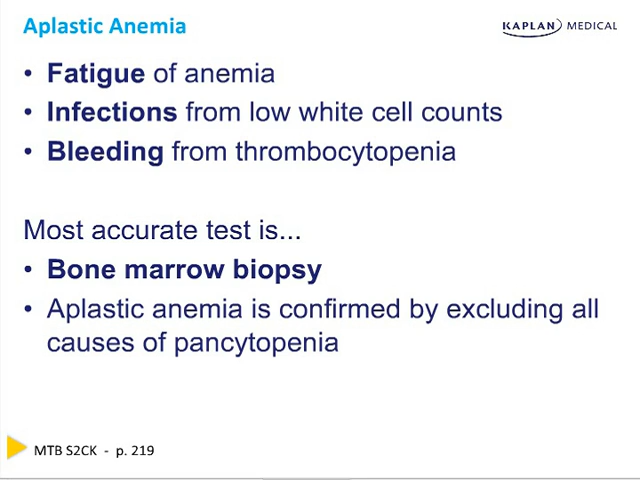 Aplastic Anemia
KAPLAN MEDICAL
• Fatigue of anemia
• Infections from low white cell counts
• Bleeding from thrombocytopenia
Most accurate test is...
• Bone marrow biopsy
• Aplastic anemia is confirmed by excluding all
causes of pancytopenia
MTB S2CK - p. 219